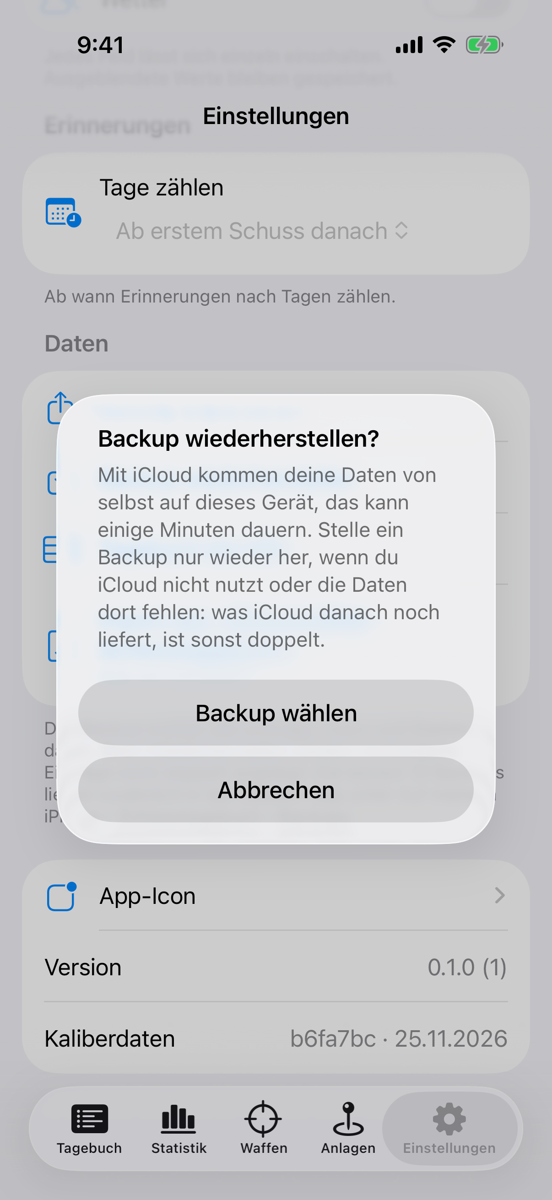 9:41
Erinnerungen
Einstellungen
Tage zählen
Ab erstem Schuss danach
Ab wann Erinnerungen nach Tagen zählen.
Daten
Backup wiederherstellen?
Mit iCloud kommen deine Daten von
selbst auf dieses Gerät, das kann
einige Minuten dauern. Stelle ein
Backup nur wieder her, wenn du
iCloud nicht nutzt oder die Daten
dort fehlen: was iCloud danach noch
liefert, ist sonst doppelt.
Backup wählen
Abbrechen
App-Icon
Version
0.1.0 (1)
Kaliberdaten
b6fa7bc · 25.11.2026
Tagebuch
Statistik
Waffen
Anlagen
Einstellungen